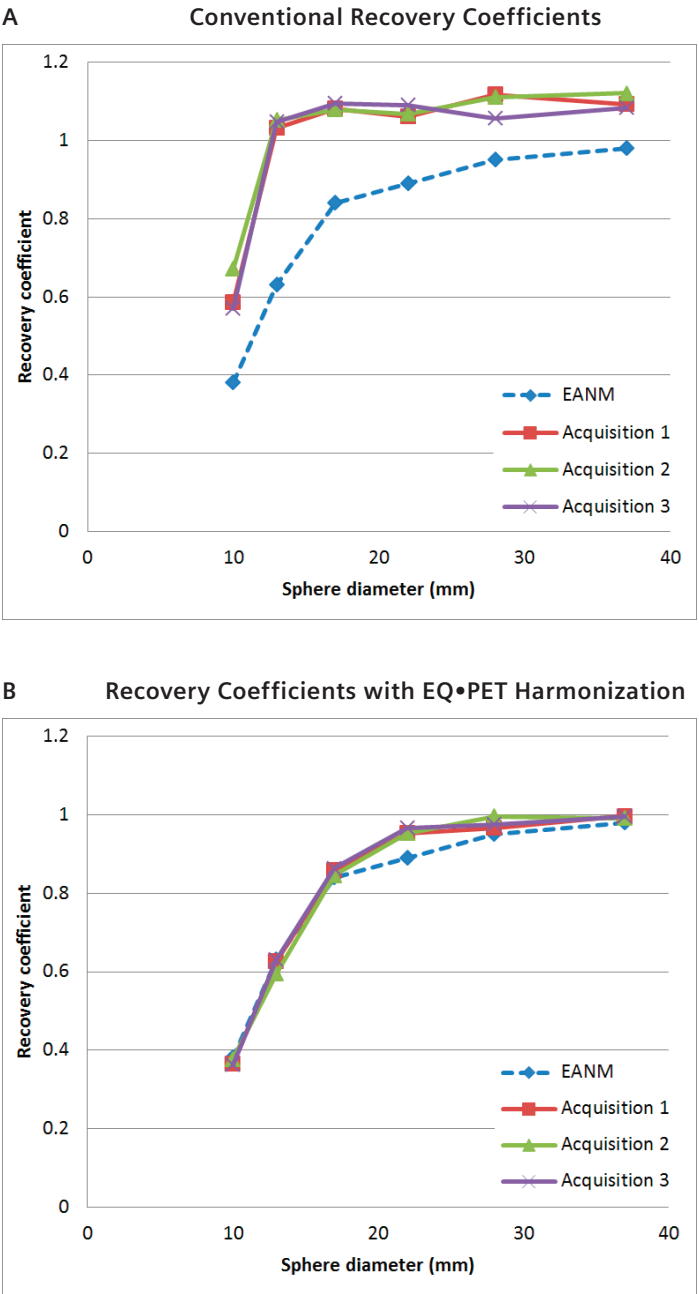 A Conventional Recovery Coefficients
1.2
1
0.8
0.6
0.4
0.2
0
Recovery coefficient
EANM
Acquisition 1
Acquisition 2
Acquisition 3
0 10 20 30 40
Sphere diameter (mm)
B Recovery Coefficients with EQ•PET Harmonization
1.2
1
0.8
0.6
0.4
0.2
0
Recovery coefficient
EANM
Acquisition 1
Acquisition 2
Acquisition 3
0 10 20 30 40
Sphere diameter (mm)